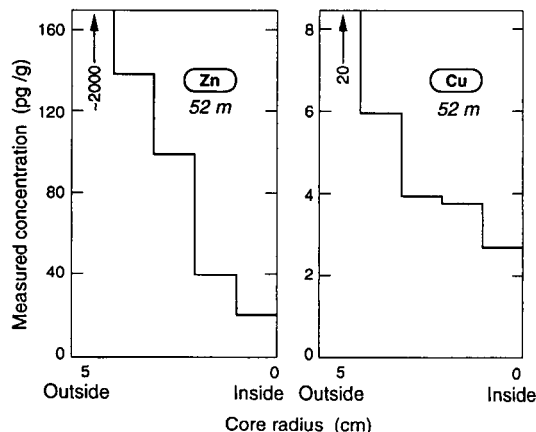 Measured concentration (pg/g)
160
120
80
40
0
~2000
Zn
52 m
5
0
Outside
Inside
8
6
4
2
0
20
Cu
52 m
5
0
Outside
Inside
Core radius (cm)